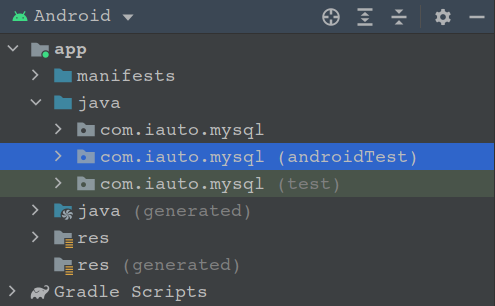 Android
app
manifests
java
com.iauto.mysql
com.iauto.mysql (androidTest)
com.iauto.mysql (test)
java (generated)
res
res (generated)
Gradle Scripts